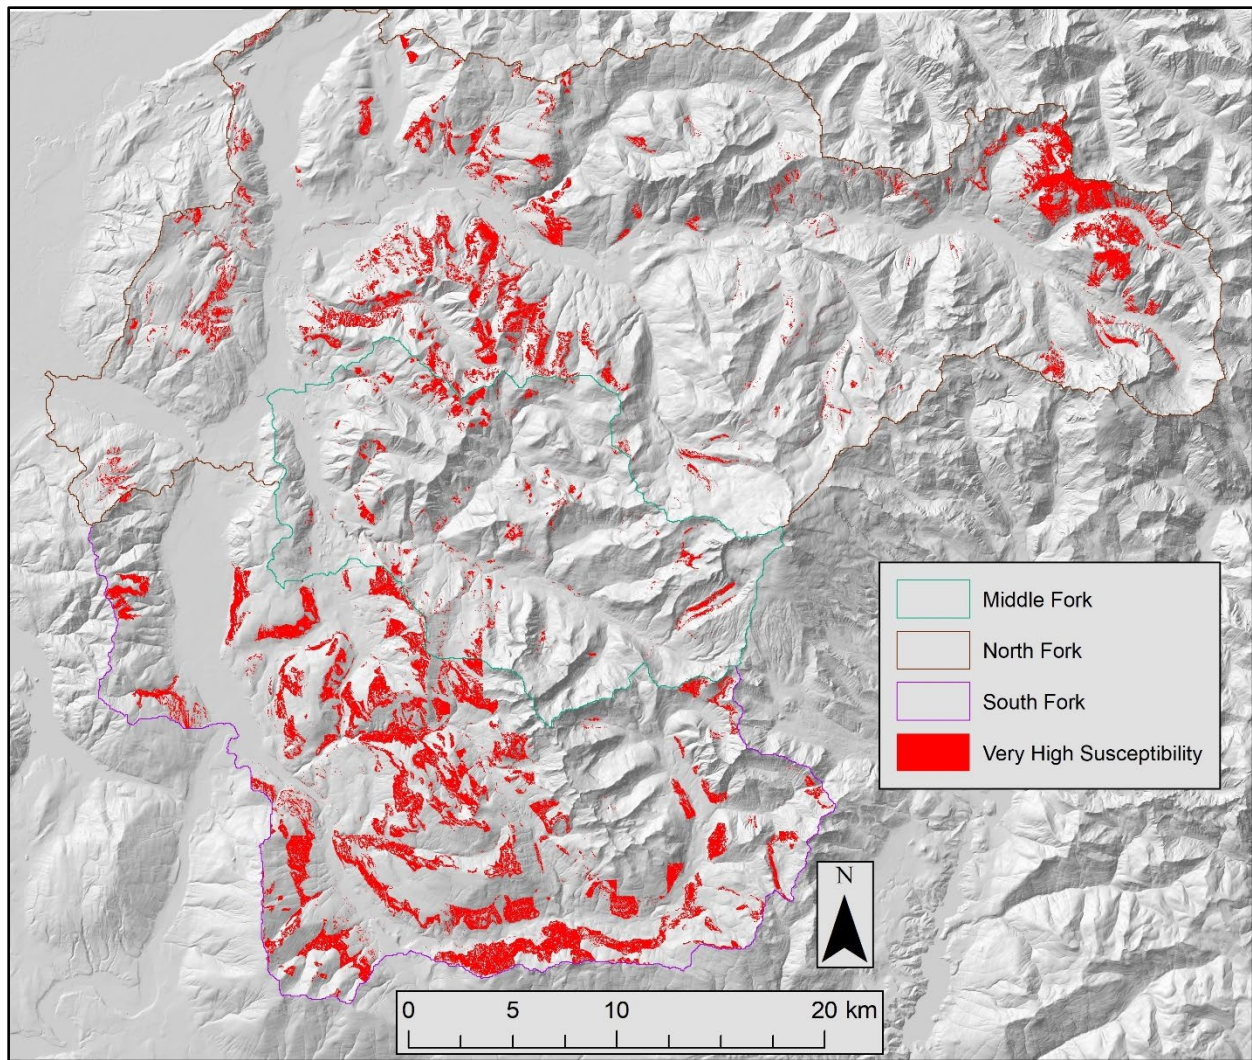 Middle Fork
North Fork
South Fork
Very High Susceptibility
N
0 5 10 20 km